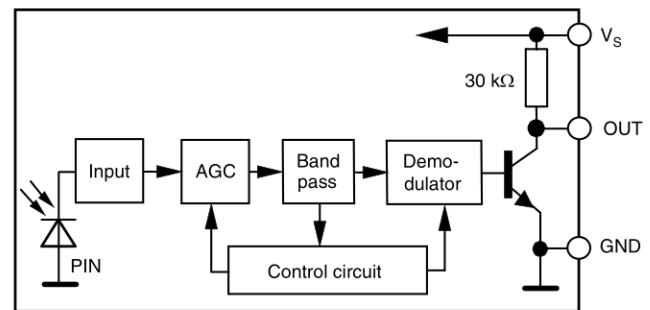 V_S
30 kΩ
OUT
Input
AGC
Band
pass
Demo-
dulator
GND
PIN
Control circuit